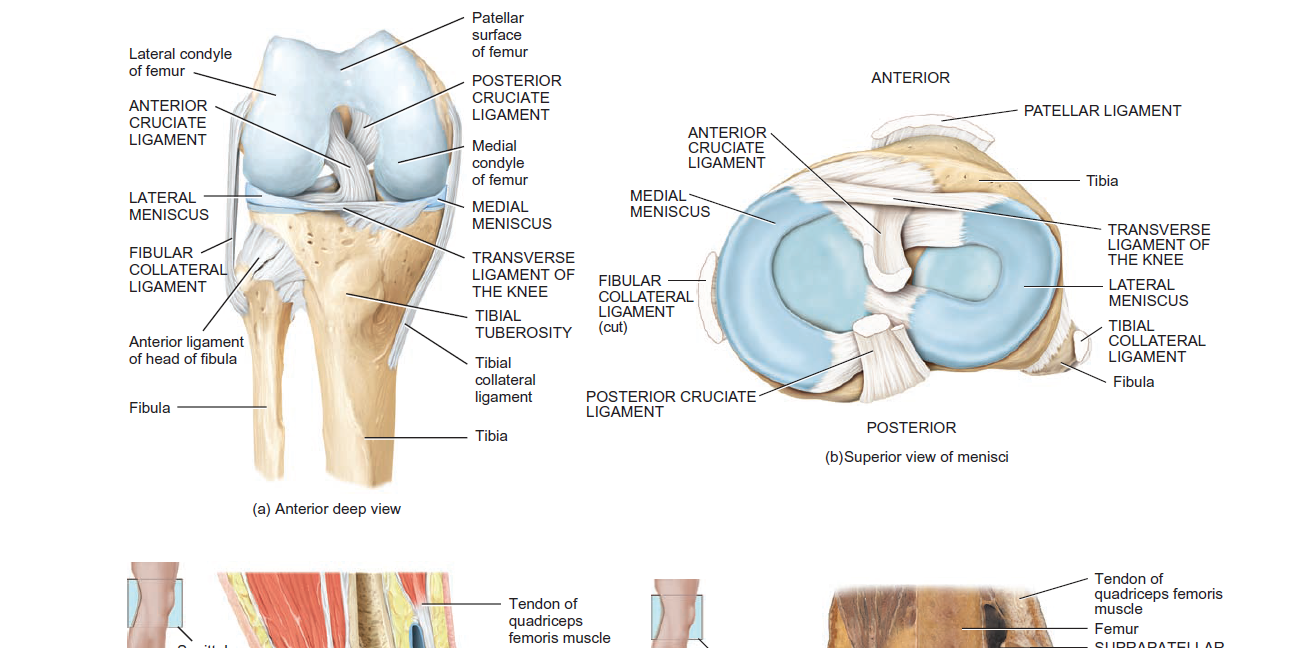 Patellar
surface
of femur
Lateral condyle
of femur
POSTERIOR
CRUCIATE
LIGAMENT
ANTERIOR
CRUCIATE
LIGAMENT
Medial
condyle
of femur
LATERAL
MENISCUS
MEDIAL
MENISCUS
FIBULAR
COLLATERAL
LIGAMENT
TRANSVERSE
LIGAMENT OF
THE KNEE
TIBIAL
TUBEROSITY
Anterior ligament
of head of fibula
Tibial
collateral
ligament
Fibula
Tibia
(a) Anterior deep view
ANTERIOR
PATELLAR LIGAMENT
ANTERIOR
CRUCIATE
LIGAMENT
Tibia
MEDIAL
MENISCUS
TRANSVERSE
LIGAMENT OF
THE KNEE
FIBULAR
COLLATERAL
LIGAMENT
(cut)
LATERAL
MENISCUS
TIBIAL
COLLATERAL
LIGAMENT
Fibula
POSTERIOR CRUCIATE
LIGAMENT
POSTERIOR
(b)Superior view of menisci
Tendon of
quadriceps
femoris muscle
Tendon of
quadriceps femoris
muscle
Femur
SUPRAPATELLAR